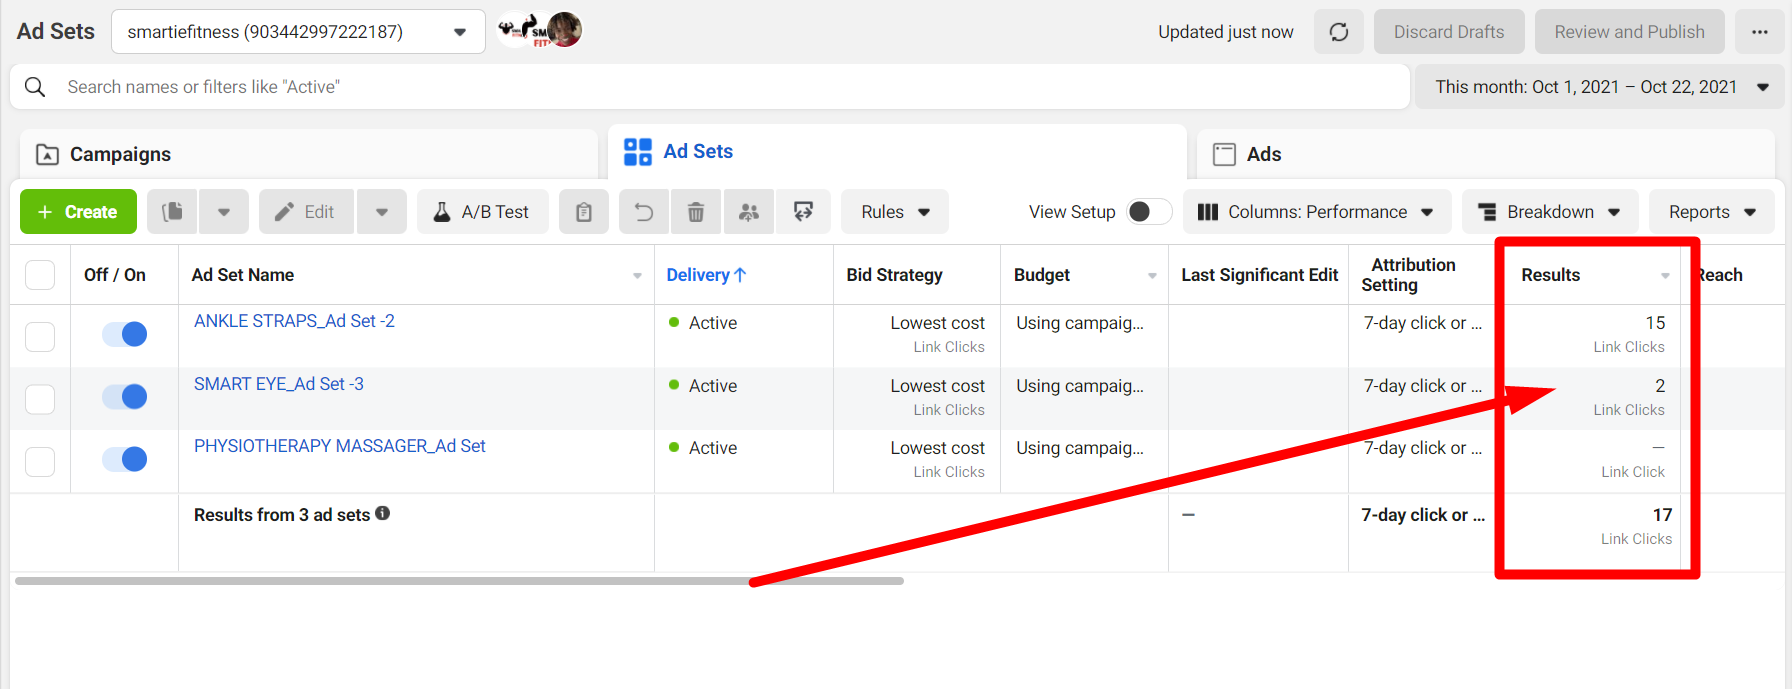 Ad Sets
smartiefitness (903442997222187)
SM
FIT
Updated just now
Discard Drafts
Review and Publish
...
Search names or filters like "Active"
This month: Oct 1, 2021 – Oct 22, 2021
Campaigns
Ad Sets
Ads
+ Create
Edit
A/B Test
Rules
View Setup
Columns: Performance
Breakdown
Reports
Off / On
Ad Set Name
Delivery↑
Bid Strategy
Budget
Last Significant Edit
Attribution
Setting
Results
Reach
ANKLE STRAPS_Ad Set -2
Active
Lowest cost
Link Clicks
Using campaig...
7-day click or ...
15
Link Clicks
SMART EYE_Ad Set -3
Active
Lowest cost
Link Clicks
Using campaig...
7-day click or ...
2
Link Clicks
PHYSIOTHERAPY MASSAGER_Ad Set
Active
Lowest cost
Link Clicks
Using campaig...
7-day click or ...
—
Link Click
Results from 3 ad sets
—
7-day click or ...
17
Link Clicks